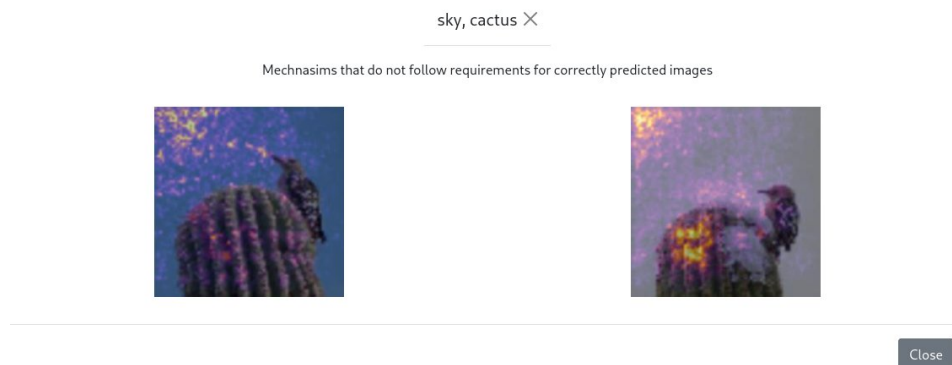 sky, cactus
Mechnasims that do not follow requirements for correctly predicted images
Close